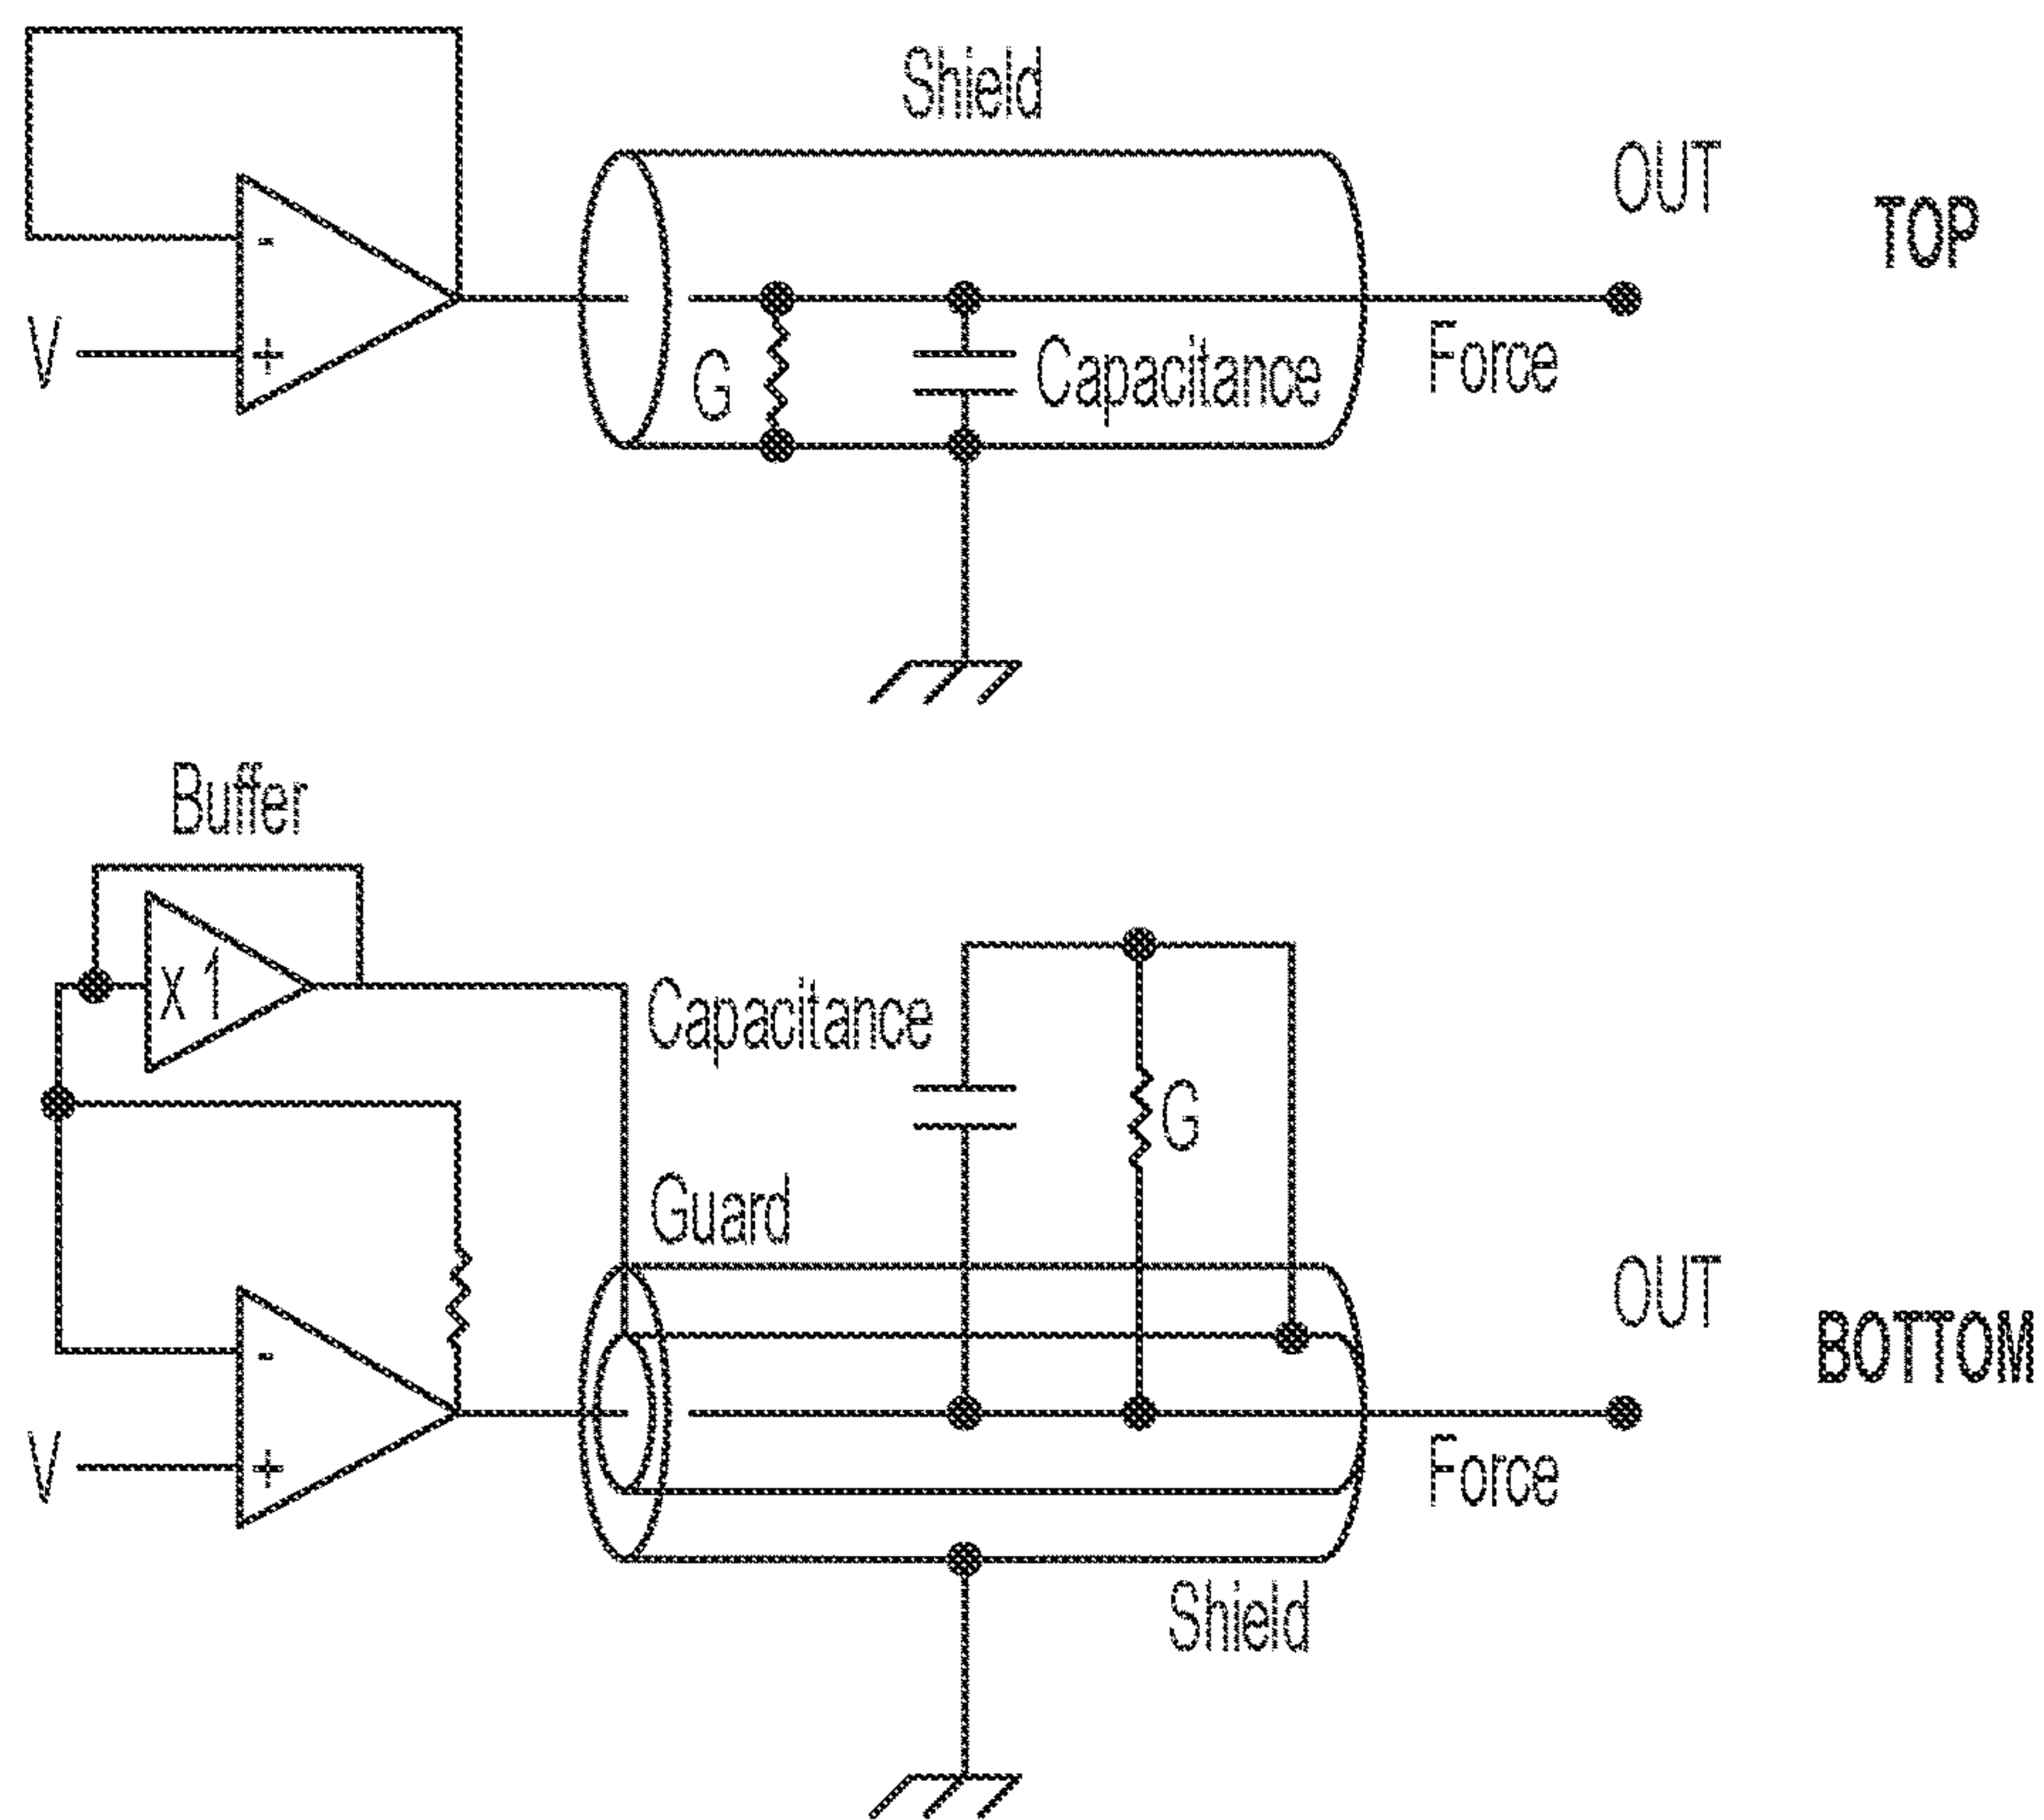 Shield
OUT
TOP
-
V
+
G
Capacitance
Force
Buffer
x 1
Capacitance
G
Guard
OUT
BOTTOM
-
V
+
Force
Shield